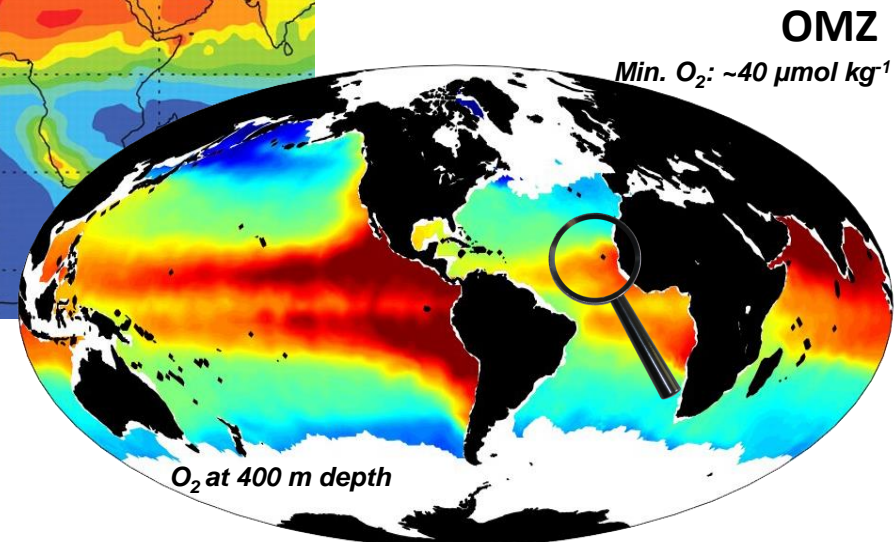 OMZ
Min. O₂: ~40 µmol kg⁻¹
O₂ at 400 m depth